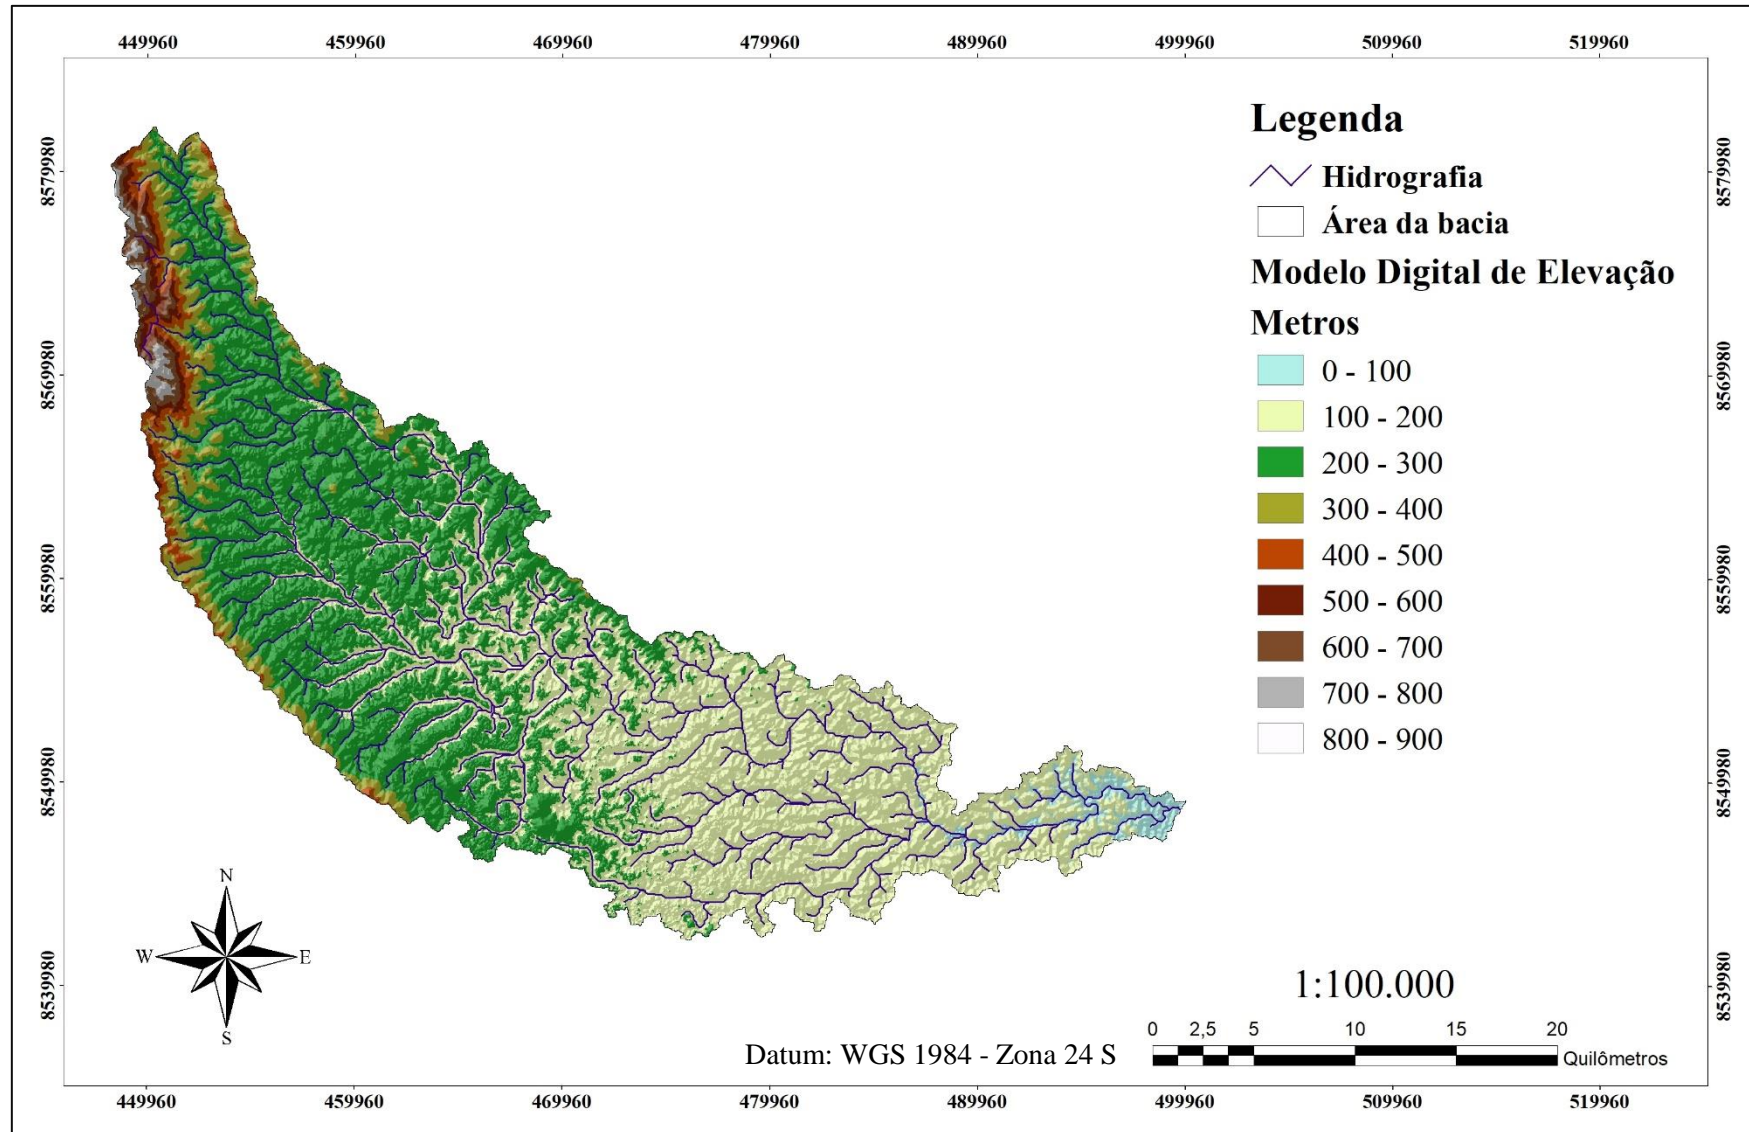 449960 459960 469960 479960 489960 499960 509960 519960
8579980 8579980
8569980 8569980
8559980 8559980
8549980 8549980
8539980 8539980
Legenda
Hidrografia
Área da bacia
Modelo Digital de Elevação
Metros
0 - 100
100 - 200
200 - 300
300 - 400
400 - 500
500 - 600
600 - 700
700 - 800
800 - 900
N
W E
S
1:100.000
0 2,5 5 10 15 20
Quilômetros
Datum: WGS 1984 - Zona 24 S
449960 459960 469960 479960 489960 499960 509960 519960